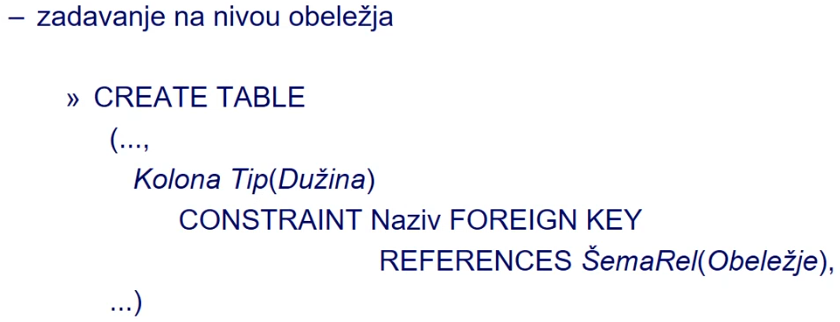 – zadavanje na nivou obeležja
» CREATE TABLE
(...,
Kolona Tip(Dužina)
CONSTRAINT Naziv FOREIGN KEY
REFERENCES ŠemaRel(Obeležje),
...)